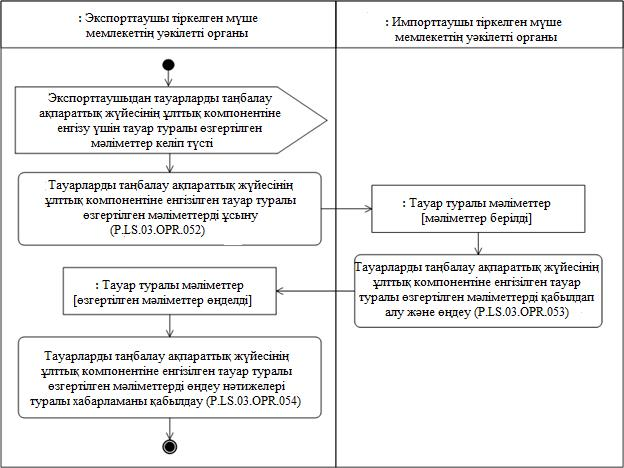 : Экспорттаушы тіркелген мүше
мемлекеттің уәкілетті органы
: Импорттаушы тіркелген мүше
мемлекеттің уәкілетті органы
Экспорттаушыдан тауарларды таңбалау
ақпараттық жүйесінің ұлттық компонентіне
енгізу үшін тауар туралы өзгертілген
мәліметтер келіп түсті
Тауарларды таңбалау ақпараттық жүйесінің
ұлттық компонентіне енгізілген тауар туралы
өзгертілген мәліметтерді ұсыну
(P.LS.03.OPR.052)
: Тауар туралы мәліметтер
[мәліметтер берілді]
Тауарларды таңбалау ақпараттық жүйесінің
ұлттық компонентіне енгізілген тауар
туралы өзгертілген мәліметтерді қабылдап
алу және өңдеу (P.LS.03.OPR.053)
: Тауар туралы мәліметтер
[өзгертілген мәліметтер өңделді]
Тауарларды таңбалау ақпараттық жүйесінің
ұлттық компонентіне енгізілген тауар туралы
өзгертілген мәліметтерді өңдеу нәтижелері
туралы хабарламаны қабылдау (P.LS.03.OPR.054)